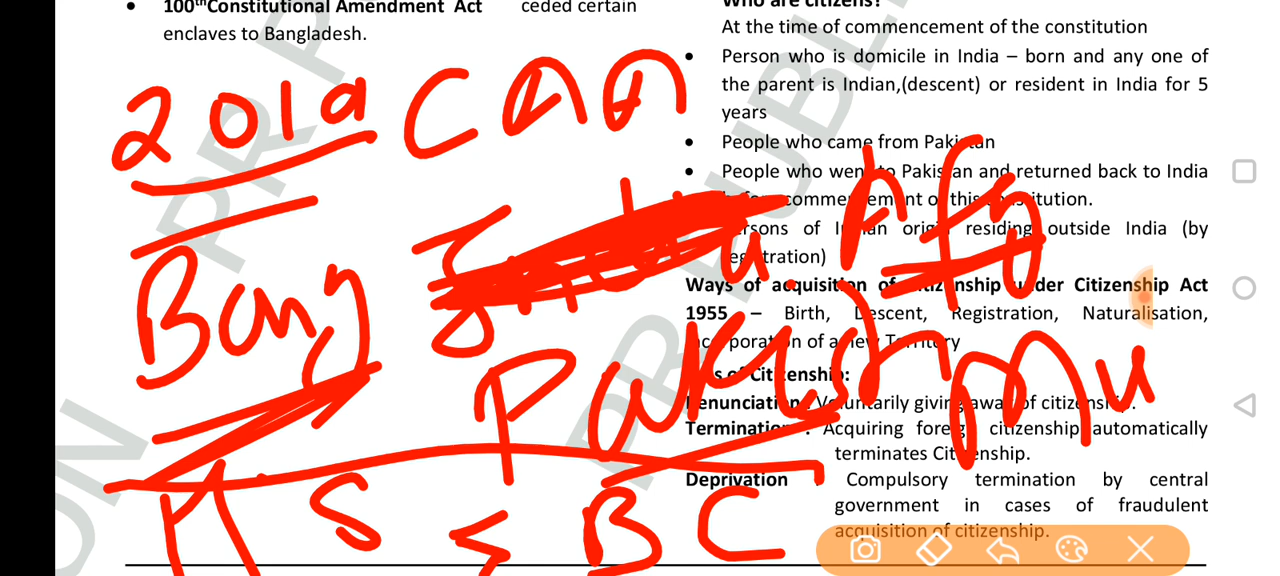 100thConstitutional Amendment Act ceded certain
enclaves to Bangladesh.
Who are citizens?
At the time of commencement of the constitution
Person who is domicile in India – born and any one of
the parent is Indian,(descent) or resident in India for 5
years
People who came from Pakistan
People who went to Pakistan and returned back to India
before commencement of this constitution.
Persons of Indian origin residing outside India (by
registration)
Ways of acquisition of citizenship under Citizenship Act
1955 – Birth, Descent, Registration, Naturalisation,
Incorporation of a New Territory
of Citizenship:
Renunciation: Voluntarily giving away of citizenship.
Termination : Acquiring foreign citizenship automatically
terminates Citizenship.
Deprivation Compulsory termination by central
government in cases of fraudulent
acquisition of citizenship.
2019 CAA
Bang
Afg
Pakist
Mu
H S B C